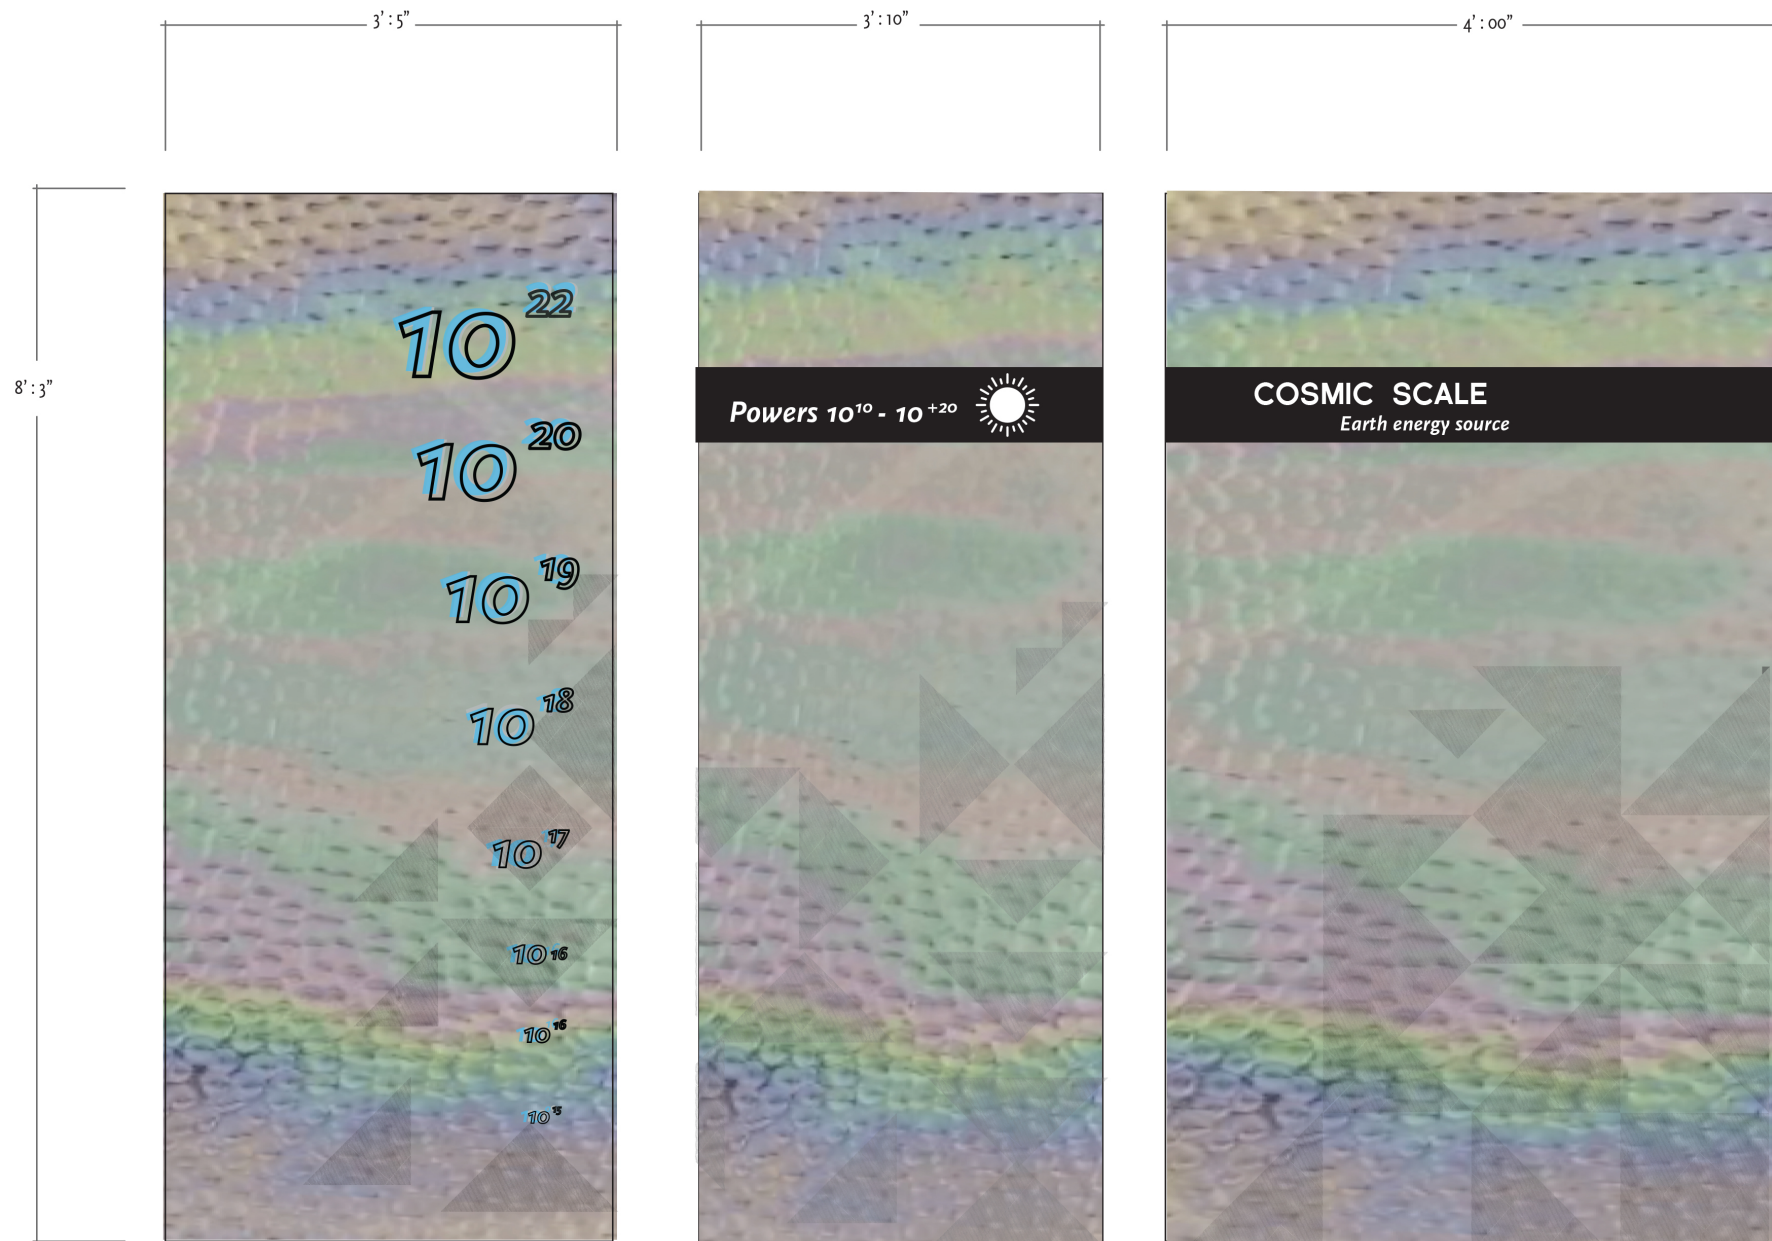 3' : 5"
3' : 10"
4' : 00"
8' : 3"
10²²
10²⁰
10¹⁹
10¹⁸
10¹⁷
10¹⁶
10¹⁶
10¹⁵
Powers 10¹⁰ - 10⁺²⁰
COSMIC SCALE
Earth energy source